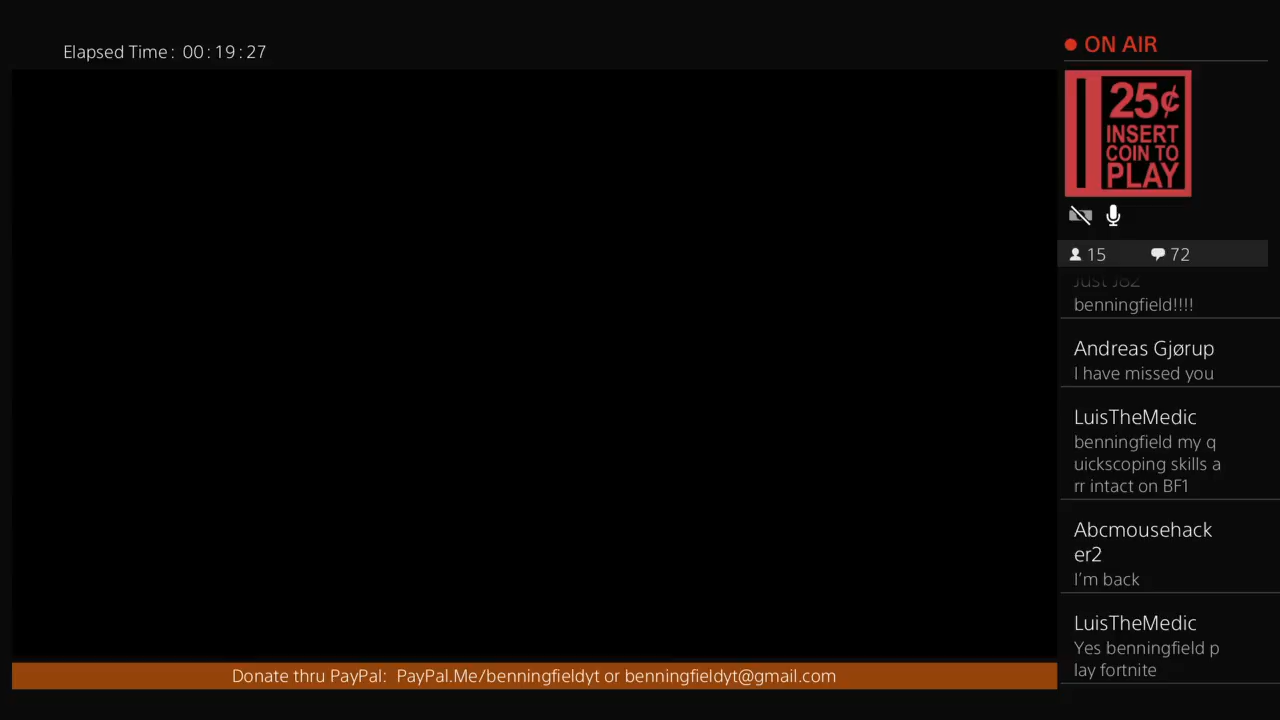 Elapsed Time: 00:19:27
ON AIR
25¢
INSERT
COIN TO
PLAY
15 72
Just J82
benningfield!!!!
Andreas Gjørup
I have missed you
LuisTheMedic
benningfield my q
uickscoping skills a
rr intact on BF1
Abcmousehack
er2
I'm back
LuisTheMedic
Yes benningfield p
lay fortnite
Donate thru PayPal: PayPal.Me/benningfieldyt or benningfieldyt@gmail.com